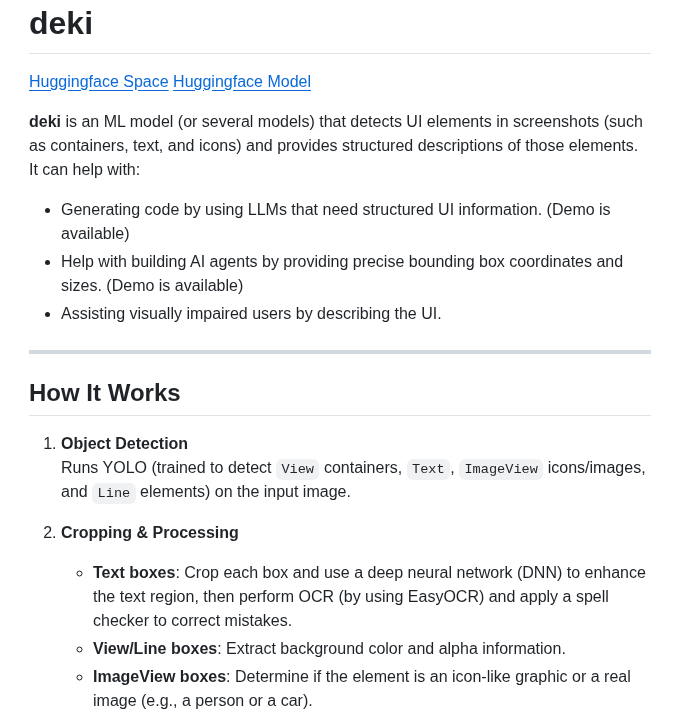 deki
Huggingface Space Huggingface Model
deki is an ML model (or several models) that detects UI elements in screenshots (such
as containers, text, and icons) and provides structured descriptions of those elements.
It can help with:
• Generating code by using LLMs that need structured UI information. (Demo is
available)
• Help with building AI agents by providing precise bounding box coordinates and
sizes. (Demo is available)
• Assisting visually impaired users by describing the UI.
How It Works
1. Object Detection
Runs YOLO (trained to detect View containers, Text, ImageView icons/images,
and Line elements) on the input image.
2. Cropping & Processing
◦ Text boxes: Crop each box and use a deep neural network (DNN) to enhance
the text region, then perform OCR (by using EasyOCR) and apply a spell
checker to correct mistakes.
◦ View/Line boxes: Extract background color and alpha information.
◦ ImageView boxes: Determine if the element is an icon-like graphic or a real
image (e.g., a person or a car).